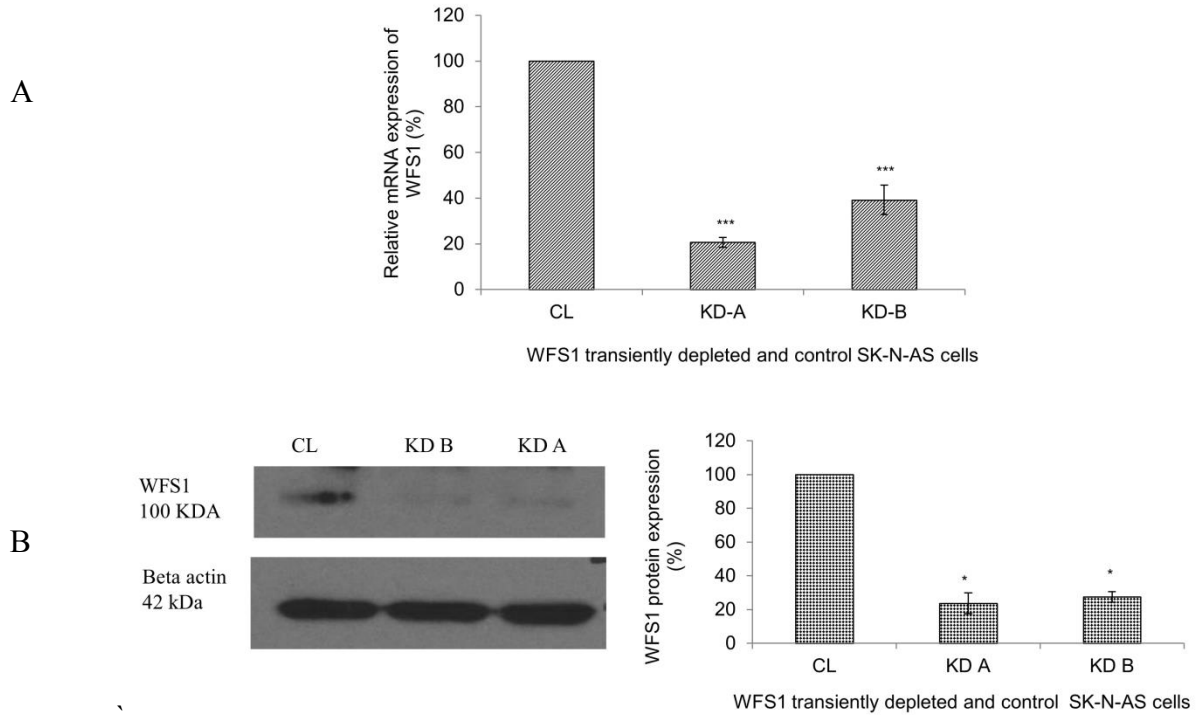 A
Relative mRNA expression of
WFS1 (%)
120
100
80
60
40
20
0
***
***
CL KD-A KD-B
WFS1 transiently depleted and control SK-N-AS cells
B
CL KD B KD A
WFS1
100 KDA
Beta actin
42 kDa
WFS1 protein expression
(%)
120
100
80
60
40
20
0
*
*
CL KD A KD B
WFS1 transiently depleted and control SK-N-AS cells
`